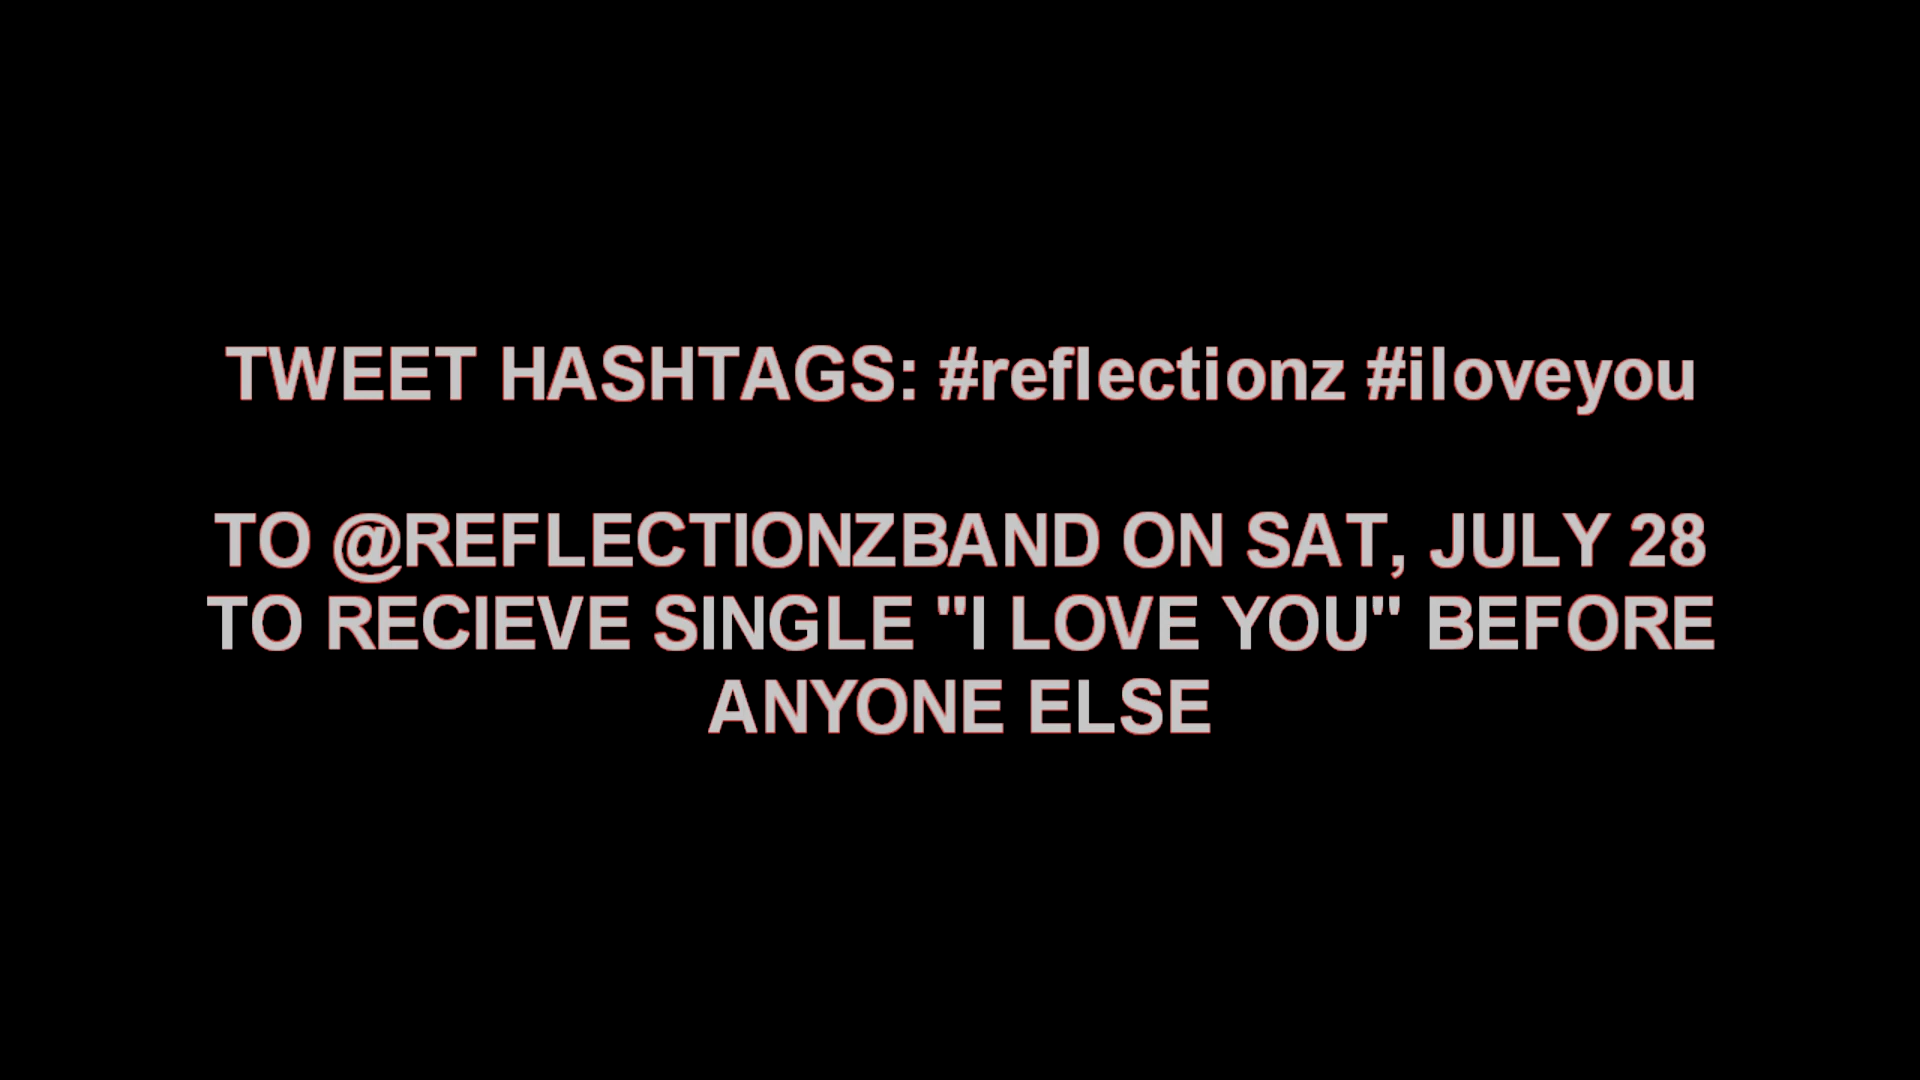 TWEET HASHTAGS: #reflectionz #iloveyou
TO @REFLECTIONZBAND ON SAT, JULY 28
TO RECIEVE SINGLE "I LOVE YOU" BEFORE
ANYONE ELSE